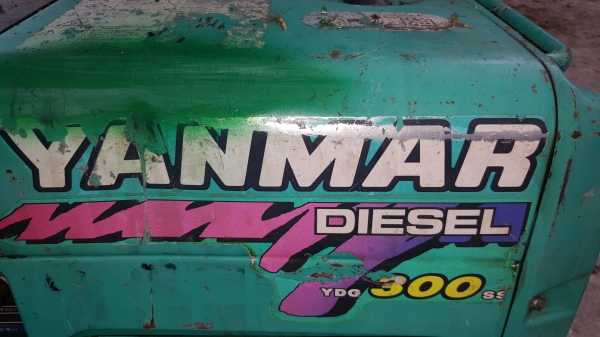 YANMAR
DIESEL
YDG 300 SS